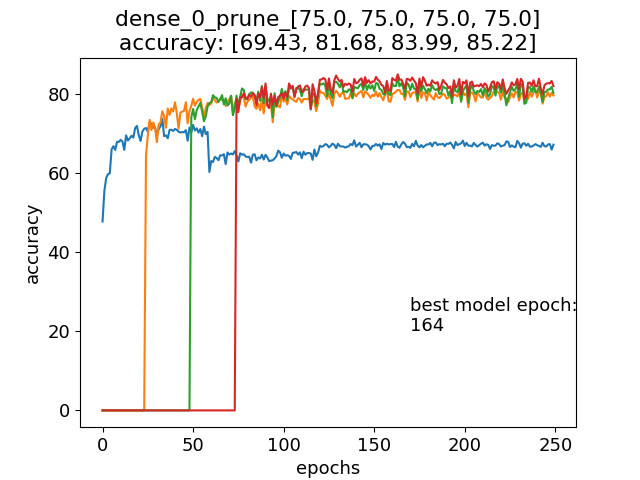 dense_0_prune_[75.0, 75.0, 75.0, 75.0]
accuracy: [69.43, 81.68, 83.99, 85.22]
80
60
accuracy
40
best model epoch:
164
20
0
0 50 100 150 200 250
epochs